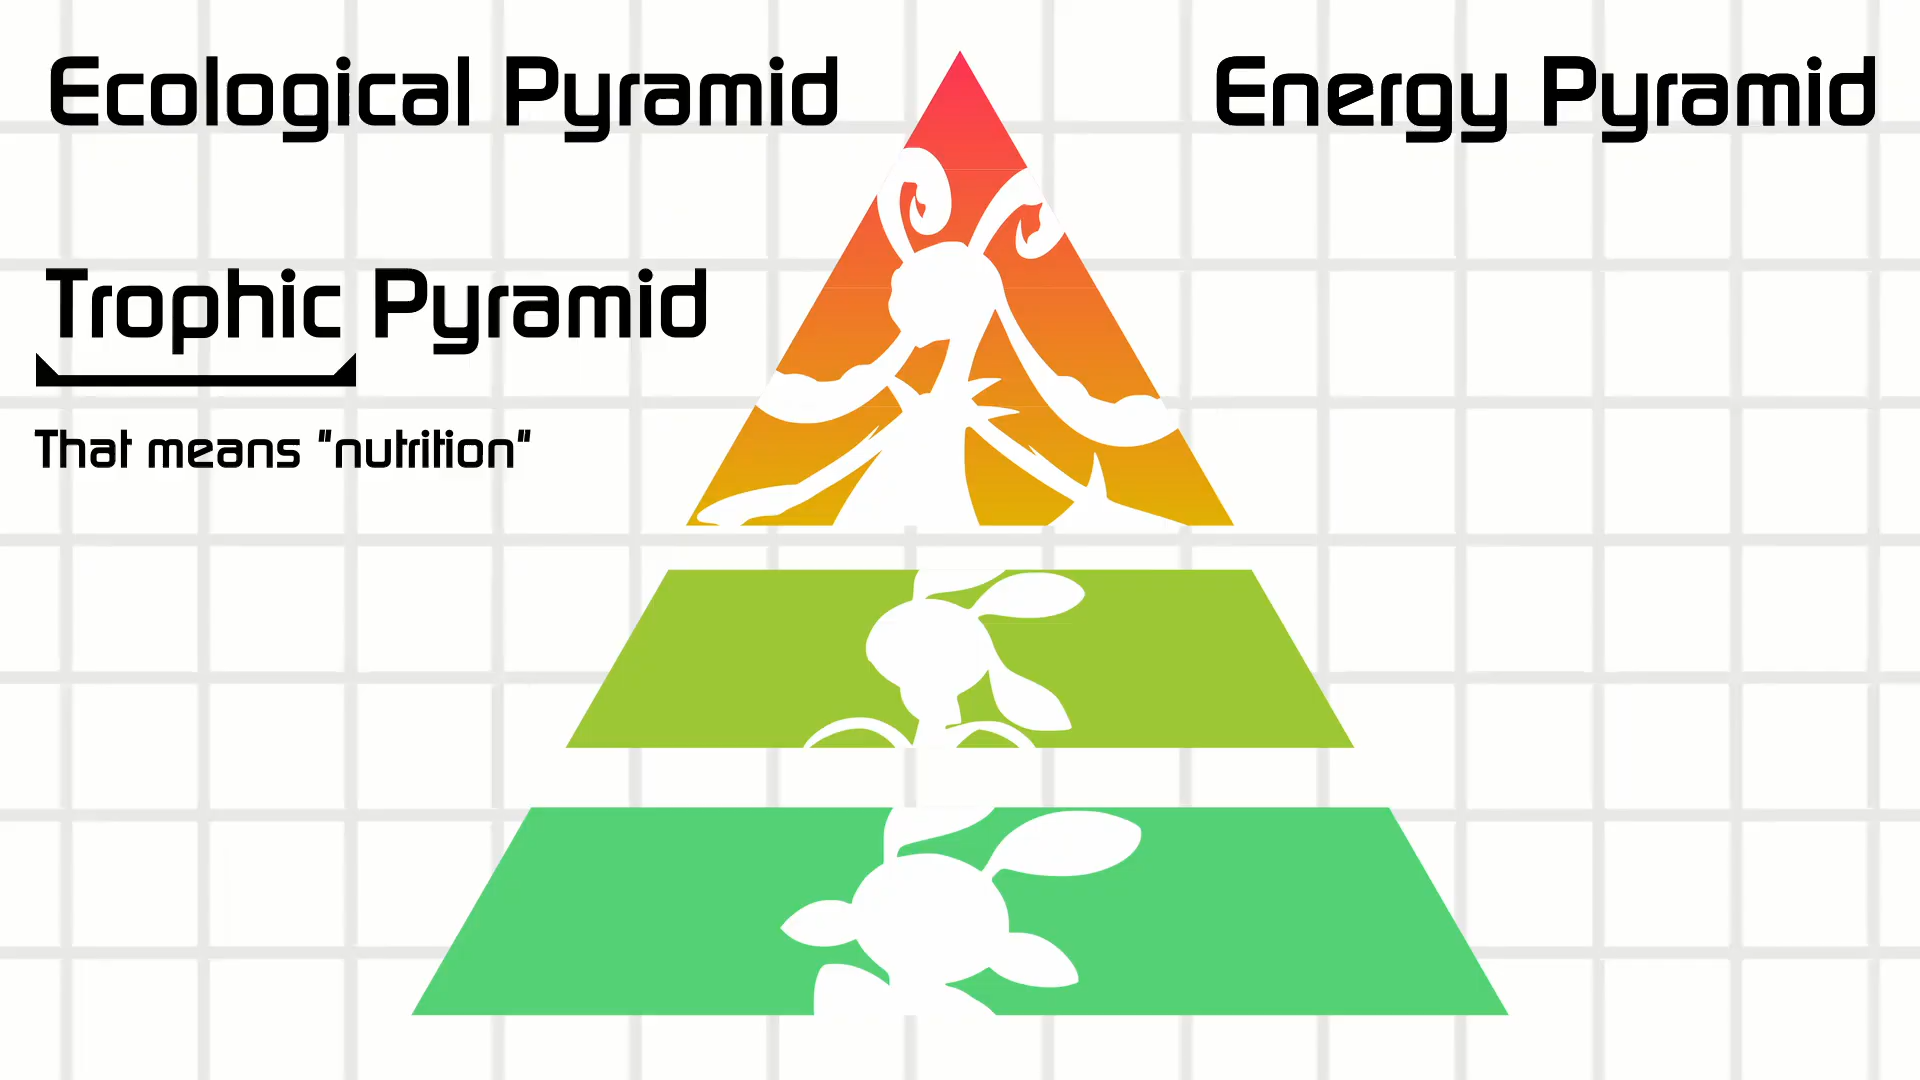 Ecological Pyramid
Energy Pyramid
Trophic Pyramid
That means "nutrition"